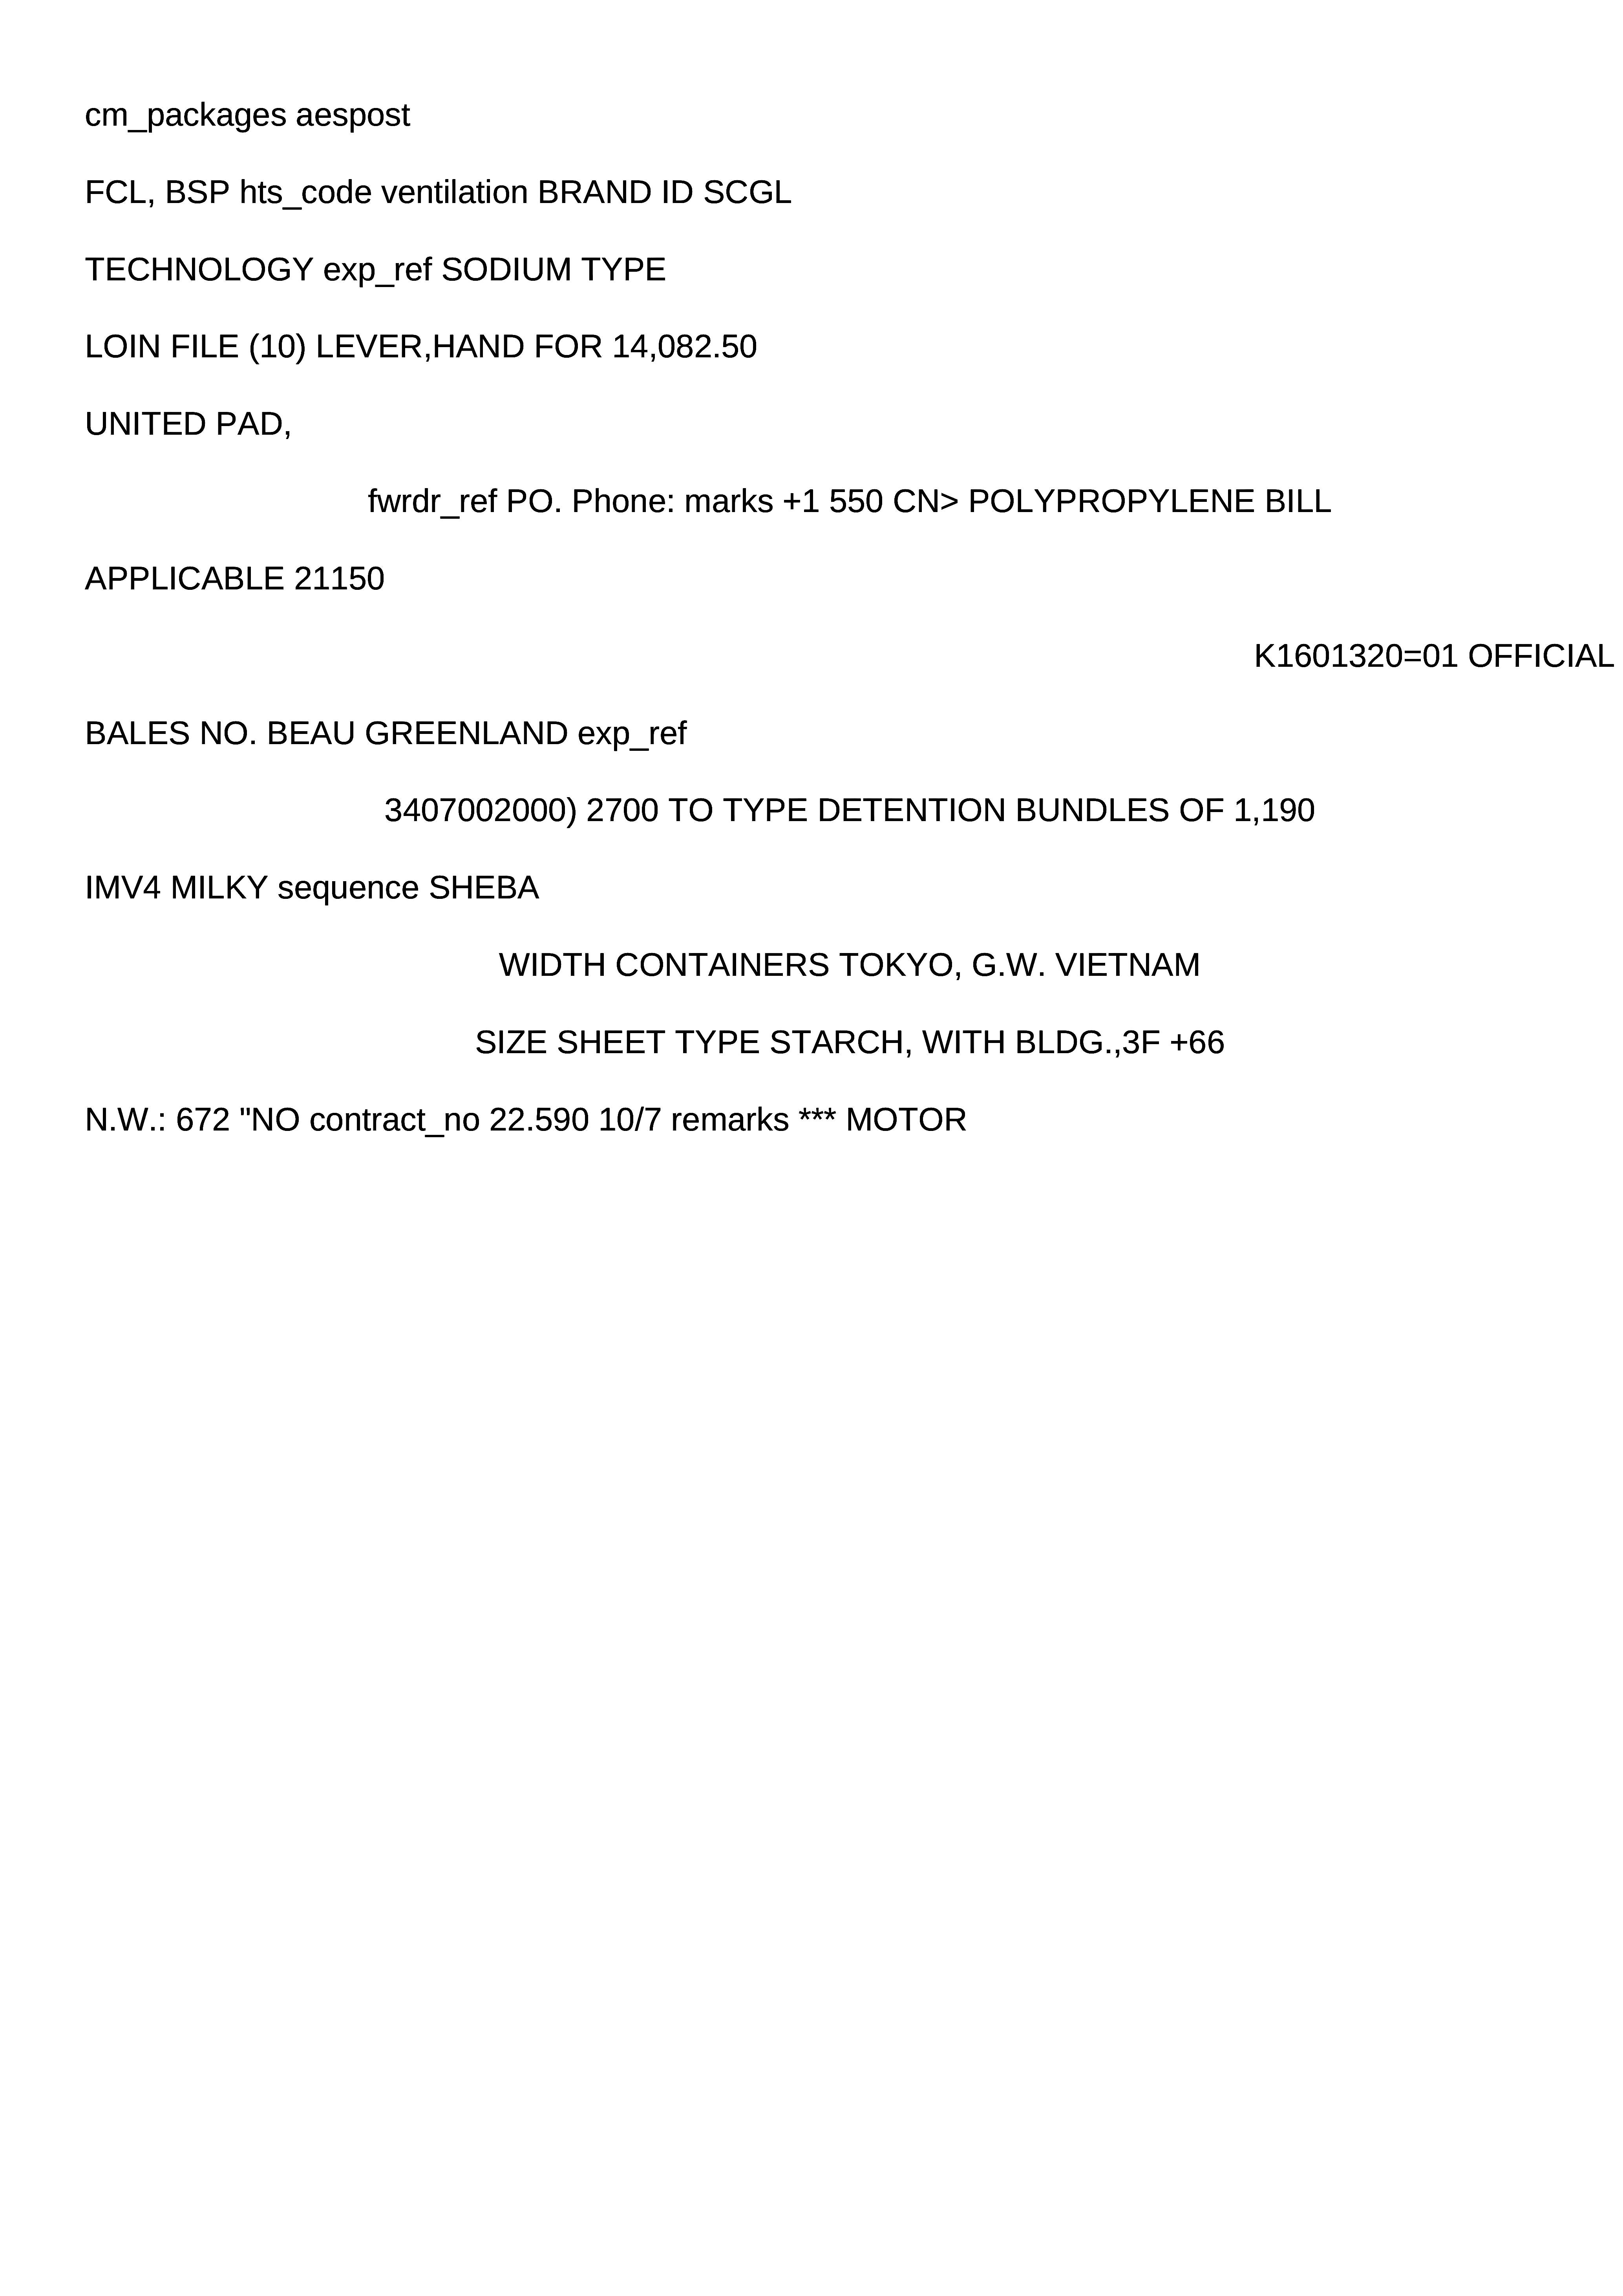 cm_packages aespost
FCL, BSP hts_code ventilation BRAND ID SCGL
TECHNOLOGY exp_ref SODIUM TYPE
LOIN FILE (10) LEVER,HAND FOR 14,082.50
UNITED PAD,
fwrdr_ref PO. Phone: marks +1 550 CN> POLYPROPYLENE BILL
APPLICABLE 21150
K1601320=01 OFFICIAL
BALES NO. BEAU GREENLAND exp_ref
3407002000) 2700 TO TYPE DETENTION BUNDLES OF 1,190
IMV4 MILKY sequence SHEBA
WIDTH CONTAINERS TOKYO, G.W. VIETNAM
SIZE SHEET TYPE STARCH, WITH BLDG.,3F +66
N.W.: 672 "NO contract_no 22.590 10/7 remarks *** MOTOR